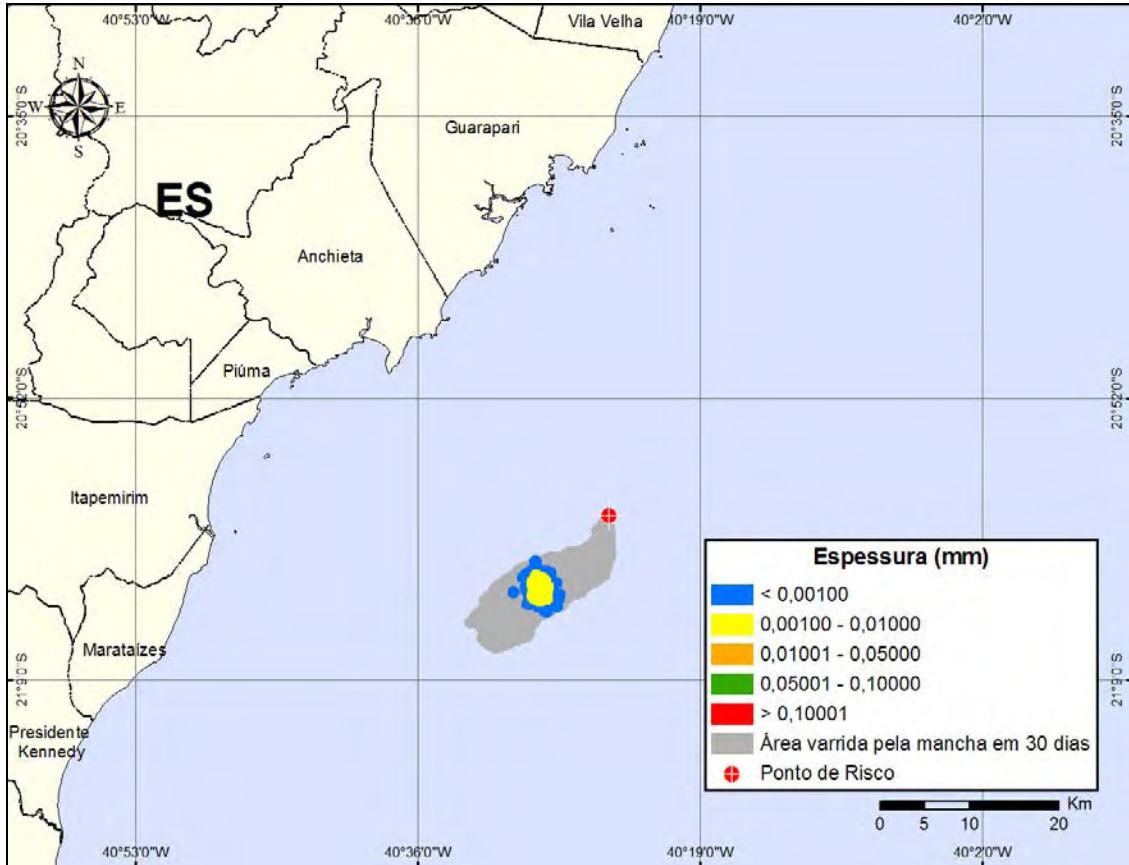 40°53'0"W
40°36'0"W
40°19'0"W
40°2'0"W
Vila Velha
N
W
E
S
20°35'0"S
20°35'0"S
Guarapari
ES
Anchieta
Piúma
20°52'0"S
20°52'0"S
Itapemirim
Marataízes
Presidente
Kennedy
21°9'0"S
21°9'0"S
Espessura (mm)
< 0,00100
0,00100 - 0,01000
0,01001 - 0,05000
0,05001 - 0,10000
> 0,10001
Área varrida pela mancha em 30 dias
Ponto de Risco
Km
0 5 10 20
40°53'0"W
40°36'0"W
40°19'0"W
40°2'0"W